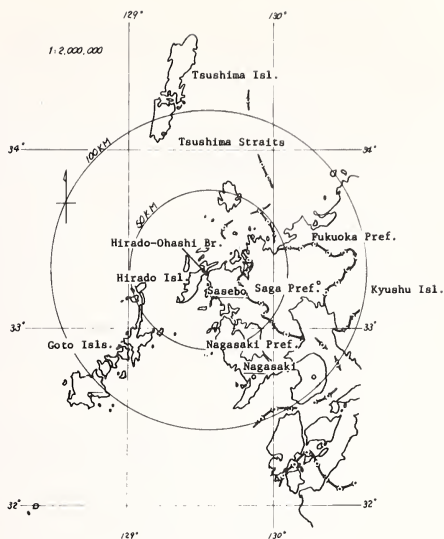 129°
130°
1:2,000,000
Tsushima Isl.
100KM
Tsushima Straits
34°
34°
50KM
Hirado-Ohashi Br.
Fukuoka Pref.
Hirado Isl.
Sasebo
Saga Pref.
Kyushu Isl.
33°
33°
Goto Isls.
Nagasaki Pref.
Nagasaki
32°
32°
129°
130°